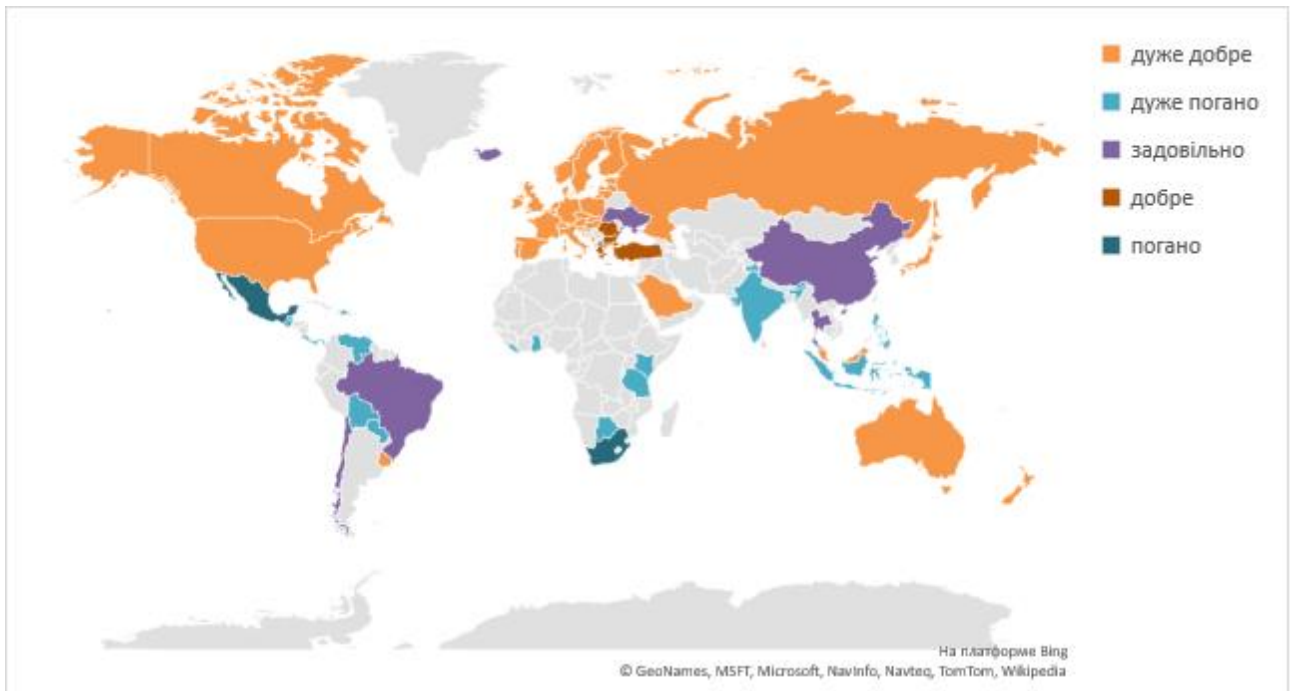 дуже добре
дуже погано
задовільно
добре
погано
На платформе Bing
© GeoNames, MSFT, Microsoft, NavInfo, Navteq, TomTom, Wikipedia